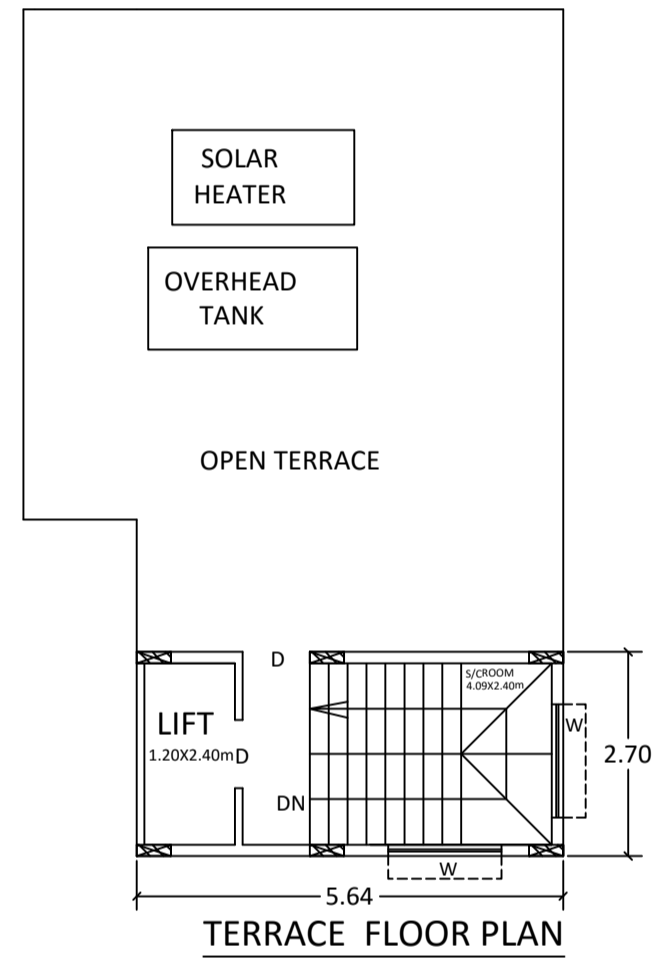 SOLAR
HEATER
OVERHEAD
TANK
OPEN TERRACE
D
S/CROOM
4.09X2.40m
LIFT
1.20X2.40m
D
W
2.70
DN
W
5.64
TERRACE FLOOR PLAN